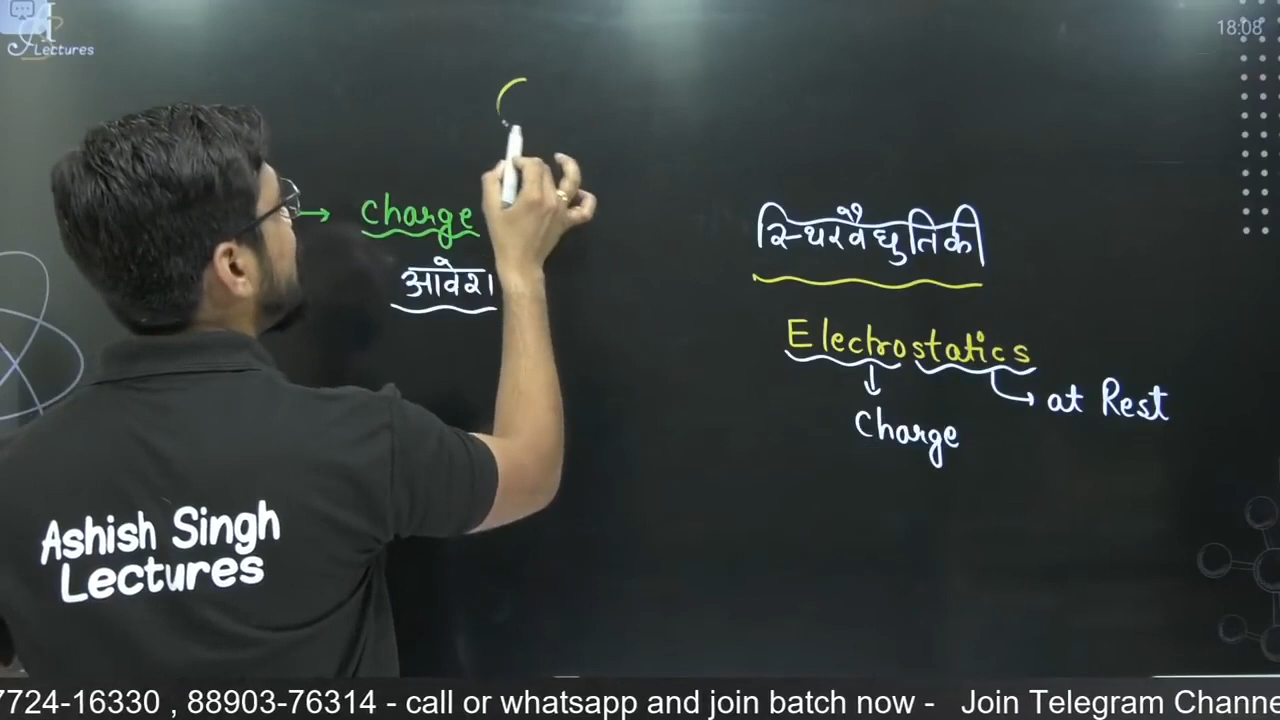 Lectures
18:08
→ Charge
आवेश
स्थिरवैद्युतिकी
Electrostatics
at Rest
Charge
Ashish Singh
Lectures
7724-16330 , 88903-76314 - call or whatsapp and join batch now - Join Telegram Channe